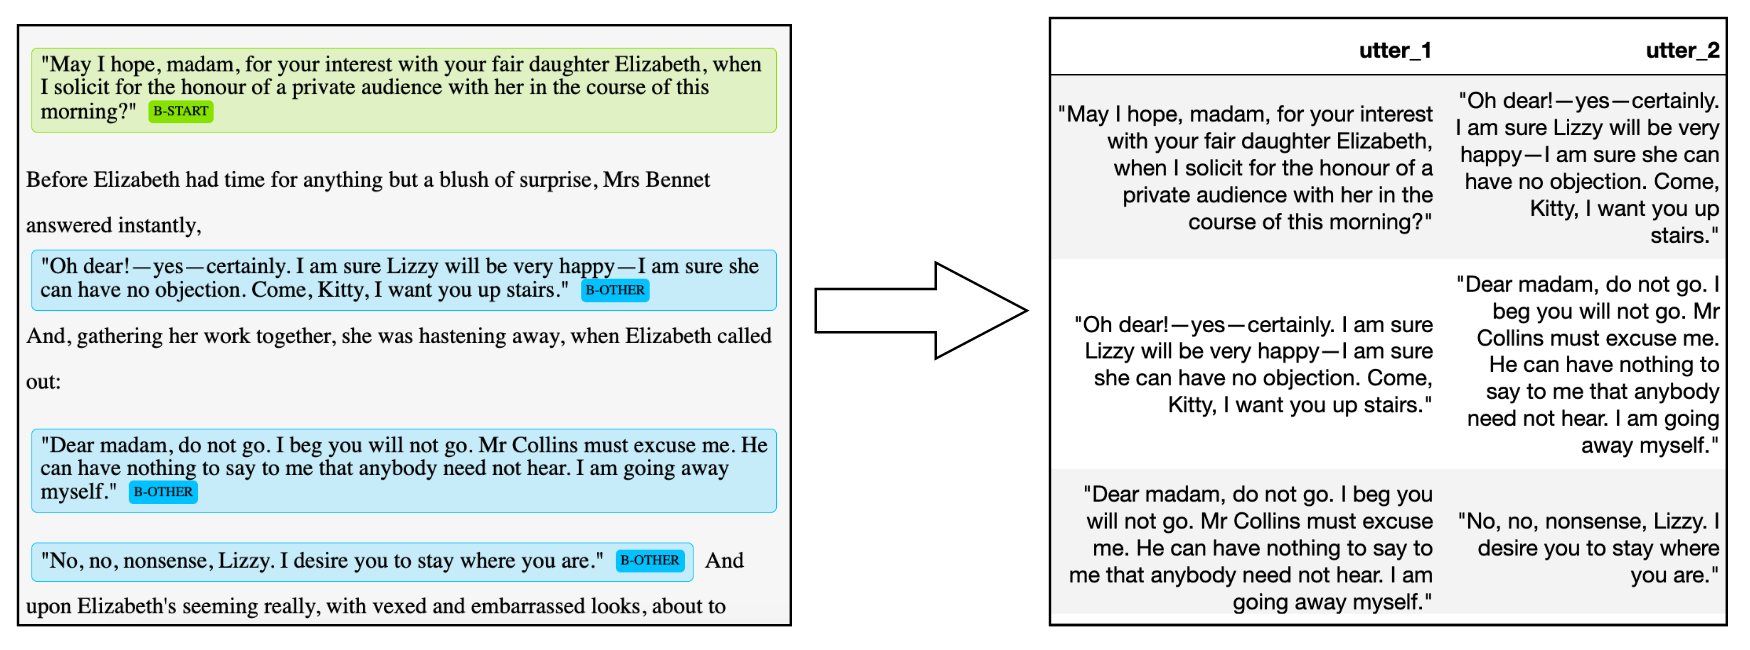 "May I hope, madam, for your interest with your fair daughter Elizabeth, when
I solicit for the honour of a private audience with her in the course of this
morning?" B-START
Before Elizabeth had time for anything but a blush of surprise, Mrs Bennet
answered instantly,
"Oh dear!—yes—certainly. I am sure Lizzy will be very happy—I am sure she
can have no objection. Come, Kitty, I want you up stairs." B-OTHER
And, gathering her work together, she was hastening away, when Elizabeth called
out:
"Dear madam, do not go. I beg you will not go. Mr Collins must excuse me. He
can have nothing to say to me that anybody need not hear. I am going away
myself." B-OTHER
"No, no, nonsense, Lizzy. I desire you to stay where you are." B-OTHER And
upon Elizabeth's seeming really, with vexed and embarrassed looks, about to
utter_1
utter_2
"May I hope, madam, for your interest
with your fair daughter Elizabeth,
when I solicit for the honour of a
private audience with her in the
course of this morning?"
"Oh dear!—yes—certainly.
I am sure Lizzy will be very
happy—I am sure she can
have no objection. Come,
Kitty, I want you up
stairs."
"Oh dear!—yes—certainly. I am sure
Lizzy will be very happy—I am sure
she can have no objection. Come,
Kitty, I want you up stairs."
"Dear madam, do not go. I
beg you will not go. Mr
Collins must excuse me.
He can have nothing to
say to me that anybody
need not hear. I am going
away myself."
"Dear madam, do not go. I beg you
will not go. Mr Collins must excuse
me. He can have nothing to say to
me that anybody need not hear. I am
going away myself."
"No, no, nonsense, Lizzy. I
desire you to stay where
you are."